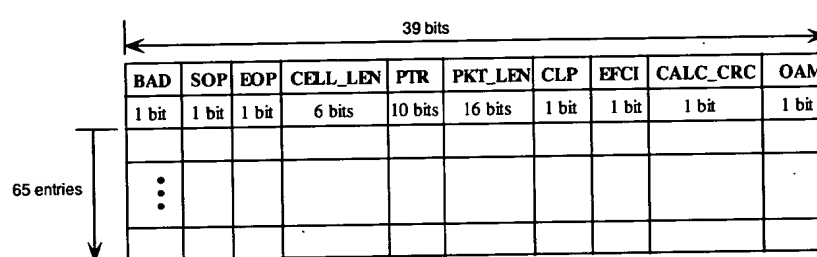 39 bits
BAD SOP EOP CELL_LEN PTR PKT_LEN CLP EFCI CALC_CRC OAM
1 bit 1 bit 1 bit 6 bits 10 bits 16 bits 1 bit 1 bit 1 bit 1 bit
65 entries